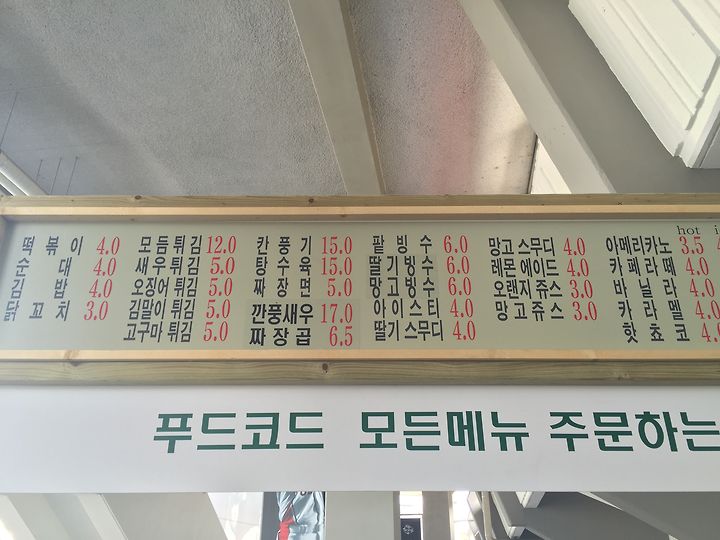 떡볶이 4.0
순대 4.0
김밥 4.0
닭꼬치 3.0
모듬튀김 12.0
새우튀김 5.0
오징어튀김 5.0
김말이튀김 5.0
고구마튀김 5.0
칸풍기 15.0
탕수육 15.0
짜장면 5.0
깐풍새우 17.0
짜장곱 6.5
팥빙수 6.0
딸기빙수 6.0
망고빙수 6.0
아이스티 4.0
딸기스무디 4.0
망고스무디 4.0
레몬에이드 4.0
오랜지쥬스 3.0
망고쥬스 3.0
hot
아메리카노 3.5
카페라떼 4.0
바닐라 4.0
카라멜 4.0
핫쵸코
푸드코드 모든메뉴 주문하는